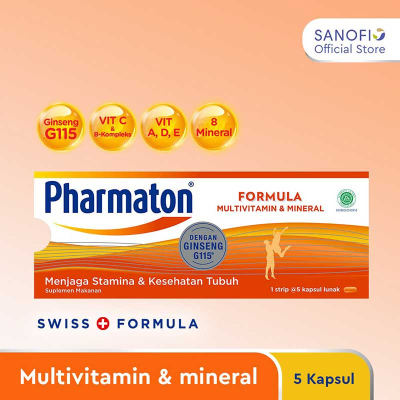 SANOFI
Official Store
Ginseng
G115
VIT C
&
B-Kompleks
VIT
A, D, E
8
Mineral
Pharmaton®
FORMULA
MULTIVITAMIN & MINERAL
DENGAN
GINSENG
G115®
Menjaga Stamina & Kesehatan Tubuh
Suplemen Makanan
1 strip @5 kapsul lunak
SWISS + FORMULA
Multivitamin & mineral
5 Kapsul